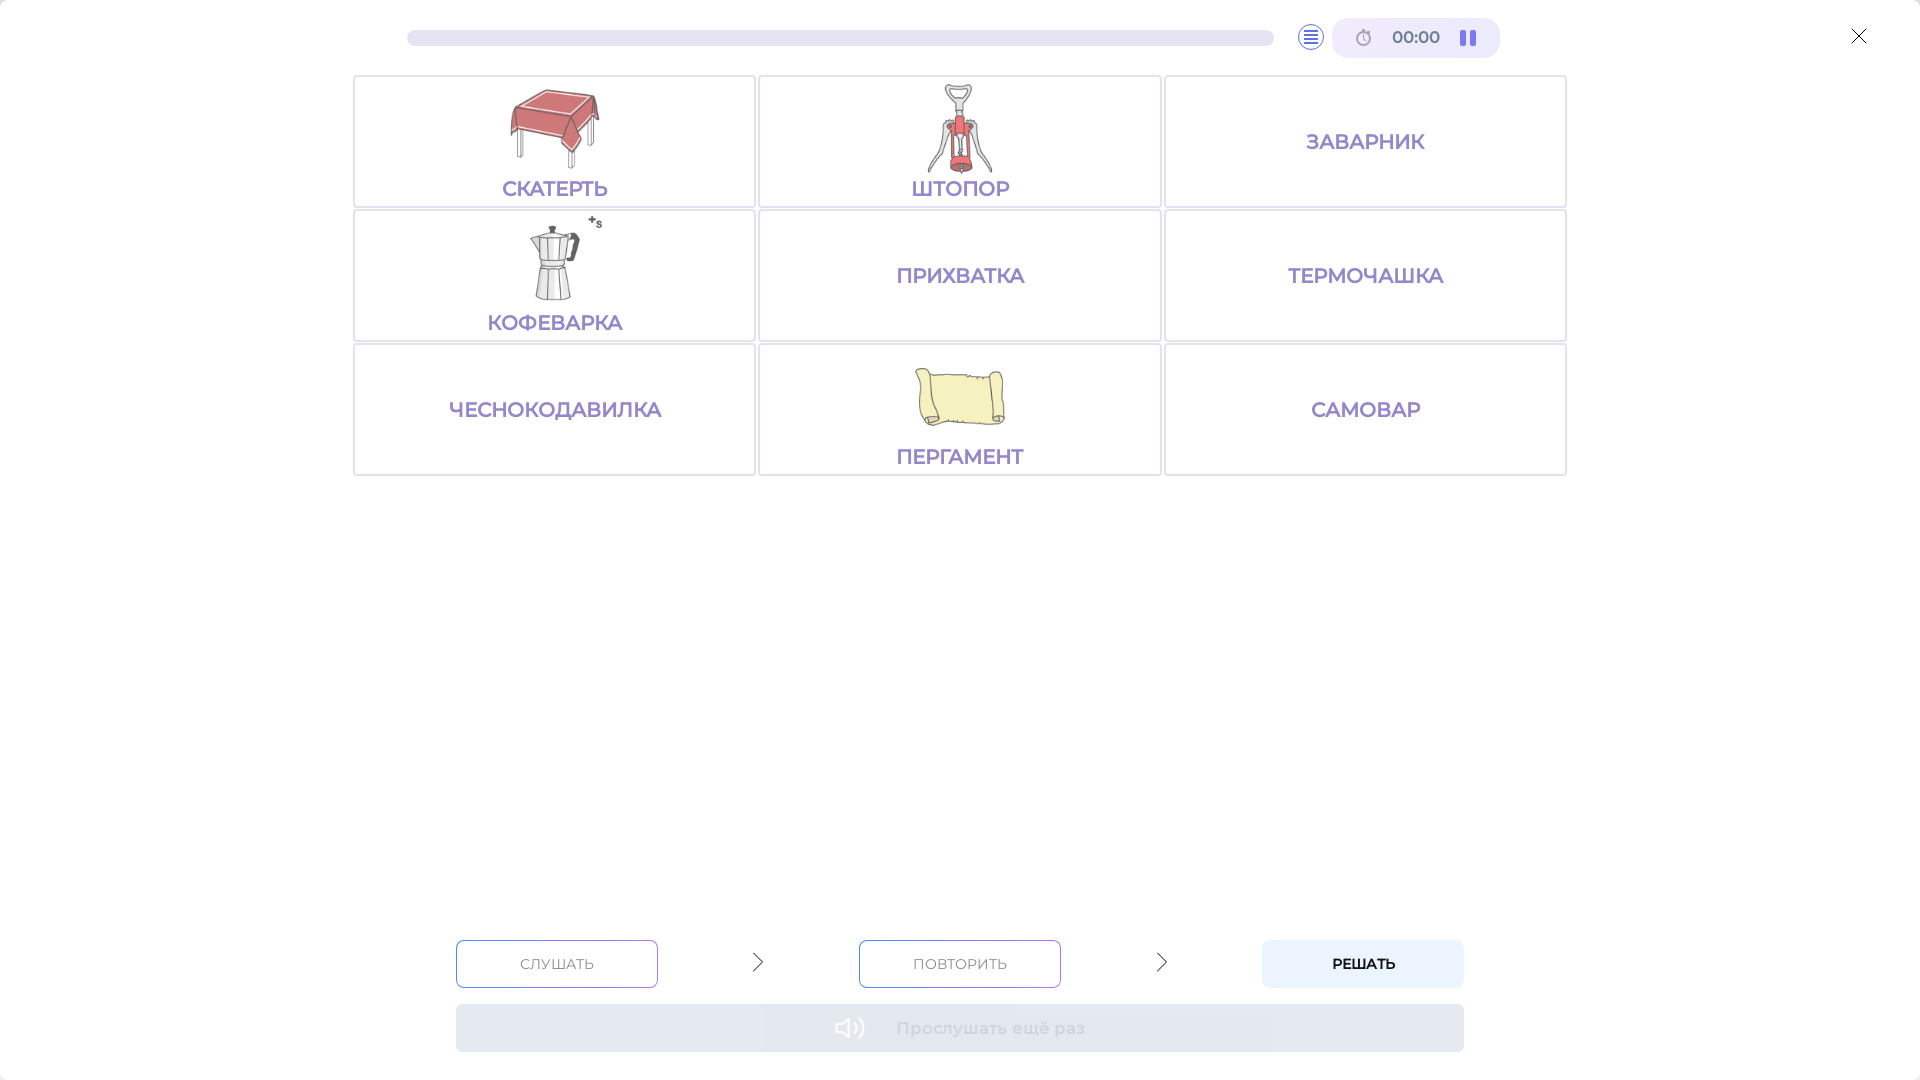 00:00
СКАТЕРТЬ
ШТОПОР
ЗАВАРНИК
+s
КОФЕВАРКА
ПРИХВАТКА
ТЕРМОЧАШКА
ЧЕСНОКОДАВИЛКА
ПЕРГАМЕНТ
САМОВАР
СЛУШАТЬ
ПОВТОРИТЬ
РЕШАТЬ
Прослушать ещё раз